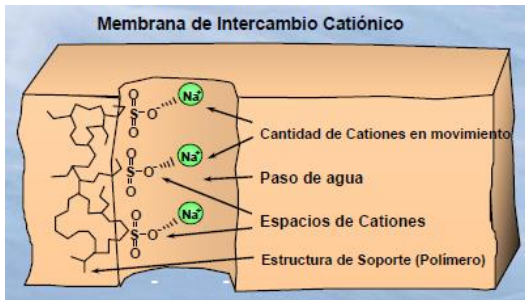 Membrana de Intercambio Catiónico
O
S
O
O-
Na+
Cantidad de Cationes en movimiento
O
S
O
O-
Na+
Paso de agua
Espacios de Cationes
O
S
O
O-
Na+
Estructura de Soporte (Polímero)